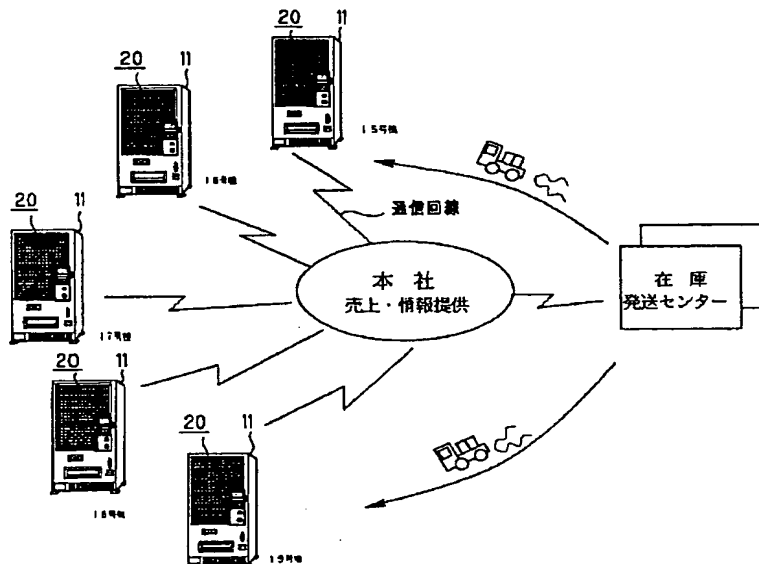 20 11
15号機
20 11
16号機
通信回線
20 11
17号機
本社
売上・情報提供
在庫
発送センター
20 11
18号機
20 11
19号機